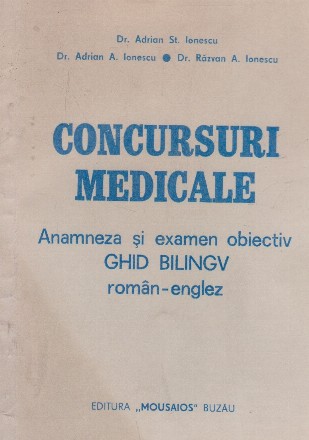 Dr. Adrian St. Ionescu
Dr. Adrian A. Ionescu ● Dr. Răzvan A. Ionescu
CONCURSURI
MEDICALE
Anamneza și examen obiectiv
GHID BILINGV
român-englez
EDITURA „MOUSAIOS" BUZĂU